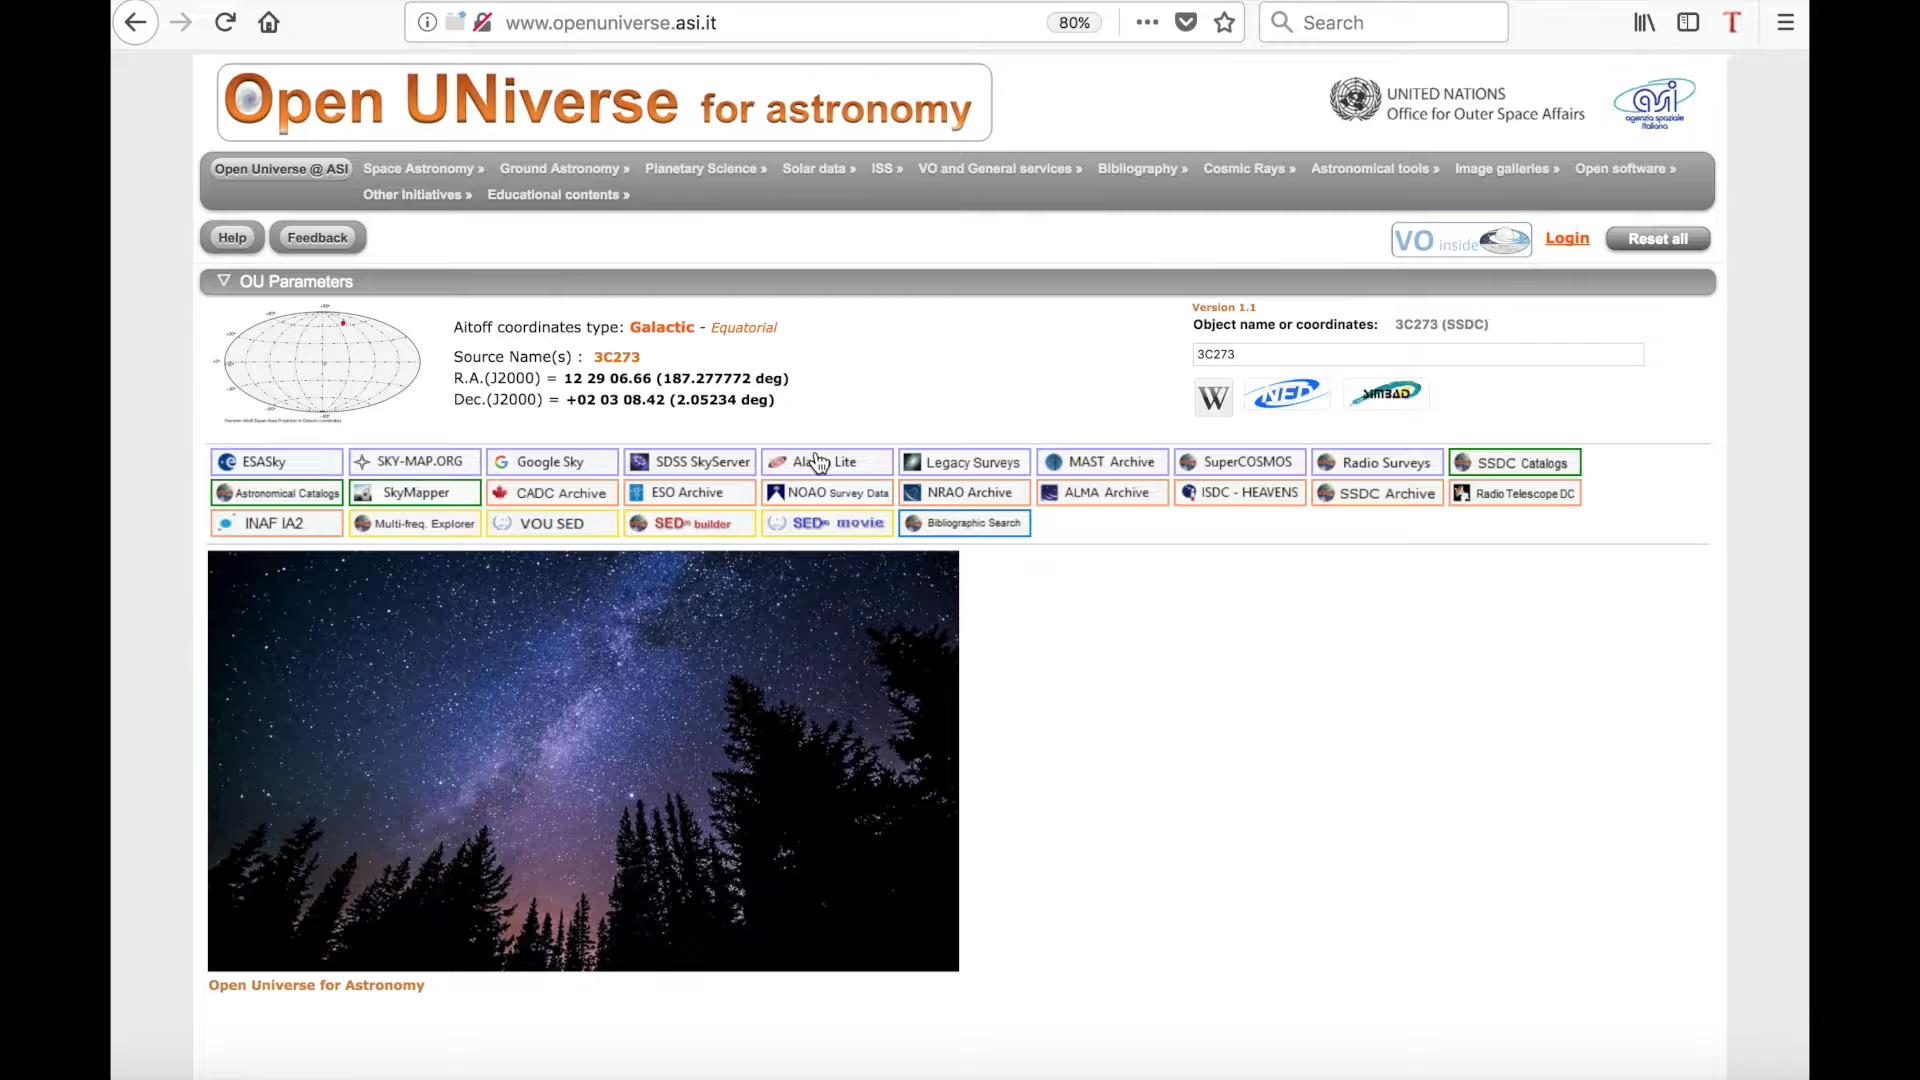 www.openuniverse.asi.it
80%
Search
T
Open UNiverse for astronomy
UNITED NATIONS
Office for Outer Space Affairs
asi
agenzia spaziale
italiana
Open Universe @ ASI Space Astronomy » Ground Astronomy » Planetary Science » Solar data » ISS » VO and General services » Bibliography » Cosmic Rays » Astronomical tools » Image galleries » Open software »
Other Initiatives » Educational contents »
Help Feedback
VO inside Login Reset all
OU Parameters
Aitoff coordinates type: Galactic - Equatorial
Source Name(s) : 3C273
R.A.(J2000) = 12 29 06.66 (187.277772 deg)
Dec.(J2000) = +02 03 08.42 (2.05234 deg)
Version 1.1
Object name or coordinates: 3C273 (SSDC)
3C273
W NED SIMBAD
ESASky SKY-MAP.ORG Google Sky SDSS SkyServer Lite Legacy Surveys MAST Archive SuperCOSMOS Radio Surveys SSDC Catalogs
Astronomical Catalogs SkyMapper CADC Archive ESO Archive NOAO Survey Data NRAO Archive ALMA Archive ISDC - HEAVENS SSDC Archive Radio Telescope DC
INAF IA2 Multi-freq. Explorer VOU SED SED builder SED movie Bibliographic Search
Open Universe for Astronomy